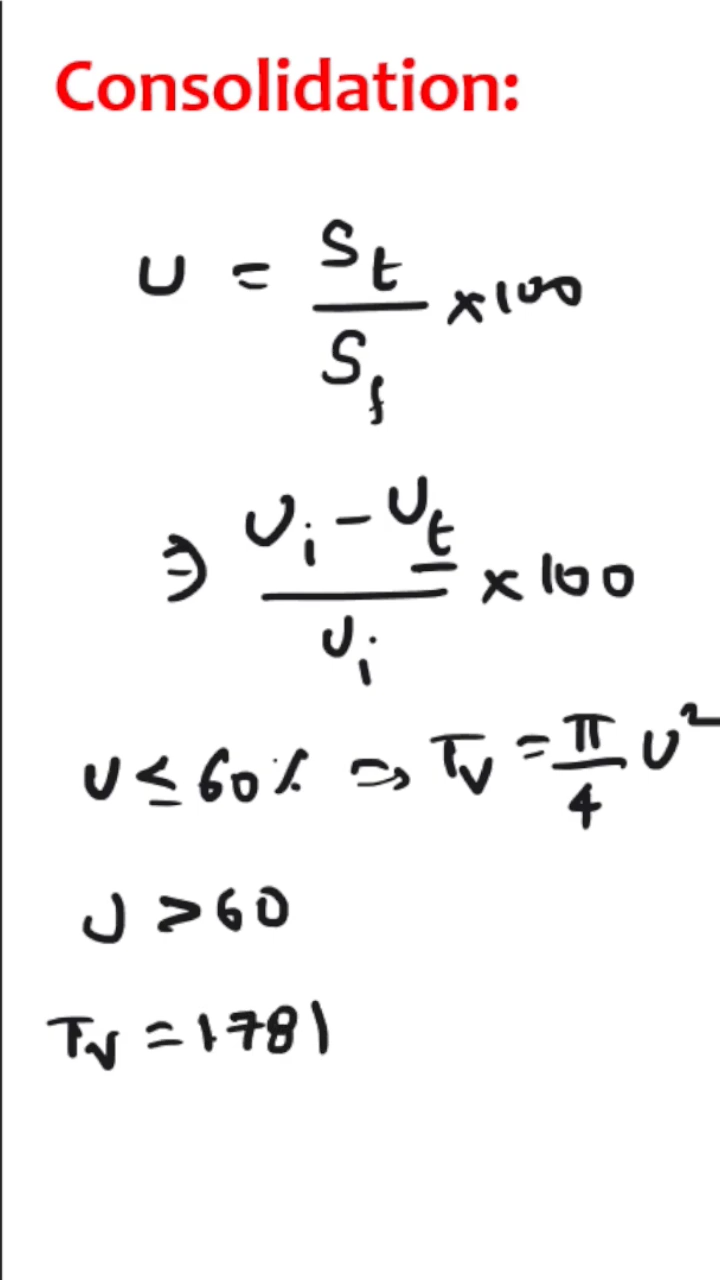 Consolidation:
U = St/Sf × 100
⇒ (Ui - Ut)/Ui × 100
U ≤ 60% ⇒ Tv = π/4 U²
U > 60
Tv = 1.781